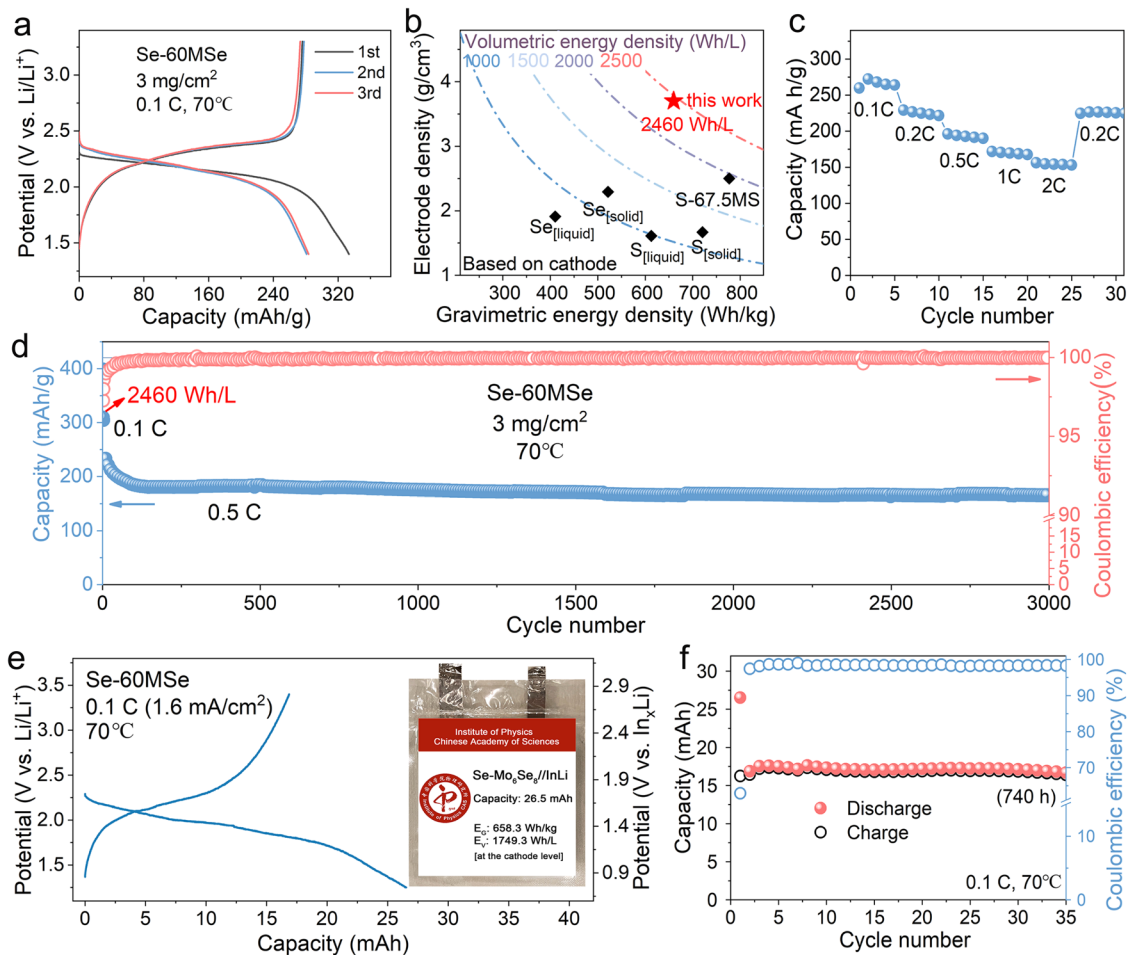 a
Se-60MSe
3 mg/cm²
0.1 C, 70℃
1st
2nd
3rd
3.0
2.5
2.0
1.5
0 80 160 240 320
Potential (V vs. Li/Li⁺)
Capacity (mAh/g)
b
Volumetric energy density (Wh/L)
1000 1500 2000 2500
this work
2460 Wh/L
S-67.5MS
Se[solid]
Se[liquid]
S[liquid]
S[solid]
Based on cathode
4
3
2
1
300 400 500 600 700 800
Electrode density (g/cm³)
Gravimetric energy density (Wh/kg)
c
0.1C
0.2C
0.5C
1C
2C
0.2C
350
300
250
200
150
100
50
0
0 5 10 15 20 25 30
Capacity (mA h/g)
Cycle number
d
2460 Wh/L
0.1 C
Se-60MSe
3 mg/cm²
70℃
0.5 C
400
300
200
100
0
100
95
90
15
10
5
0
0 500 1000 1500 2000 2500 3000
Capacity (mAh/g)
Coulombic efficiency(%)
Cycle number
e
Se-60MSe
0.1 C (1.6 mA/cm²)
70℃
3.5
3.0
2.5
2.0
1.5
0 5 10 15 20 25 30 35 40
Potential (V vs. Li/Li⁺)
Capacity (mAh)
Institute of Physics
Chinese Academy of Sciences
Se-Mo₆Se₈//InLi
Capacity: 26.5 mAh
E_G: 658.3 Wh/kg
E_V: 1749.3 Wh/L
[at the cathode level]
2.9
2.4
1.9
1.4
0.9
Potential (V vs. InₓLi)
f
(740 h)
Discharge
Charge
0.1 C, 70℃
30
25
20
15
10
5
0
100
90
80
70
10
0
0 5 10 15 20 25 30 35
Capacity (mAh)
Coulombic efficiency (%)
Cycle number